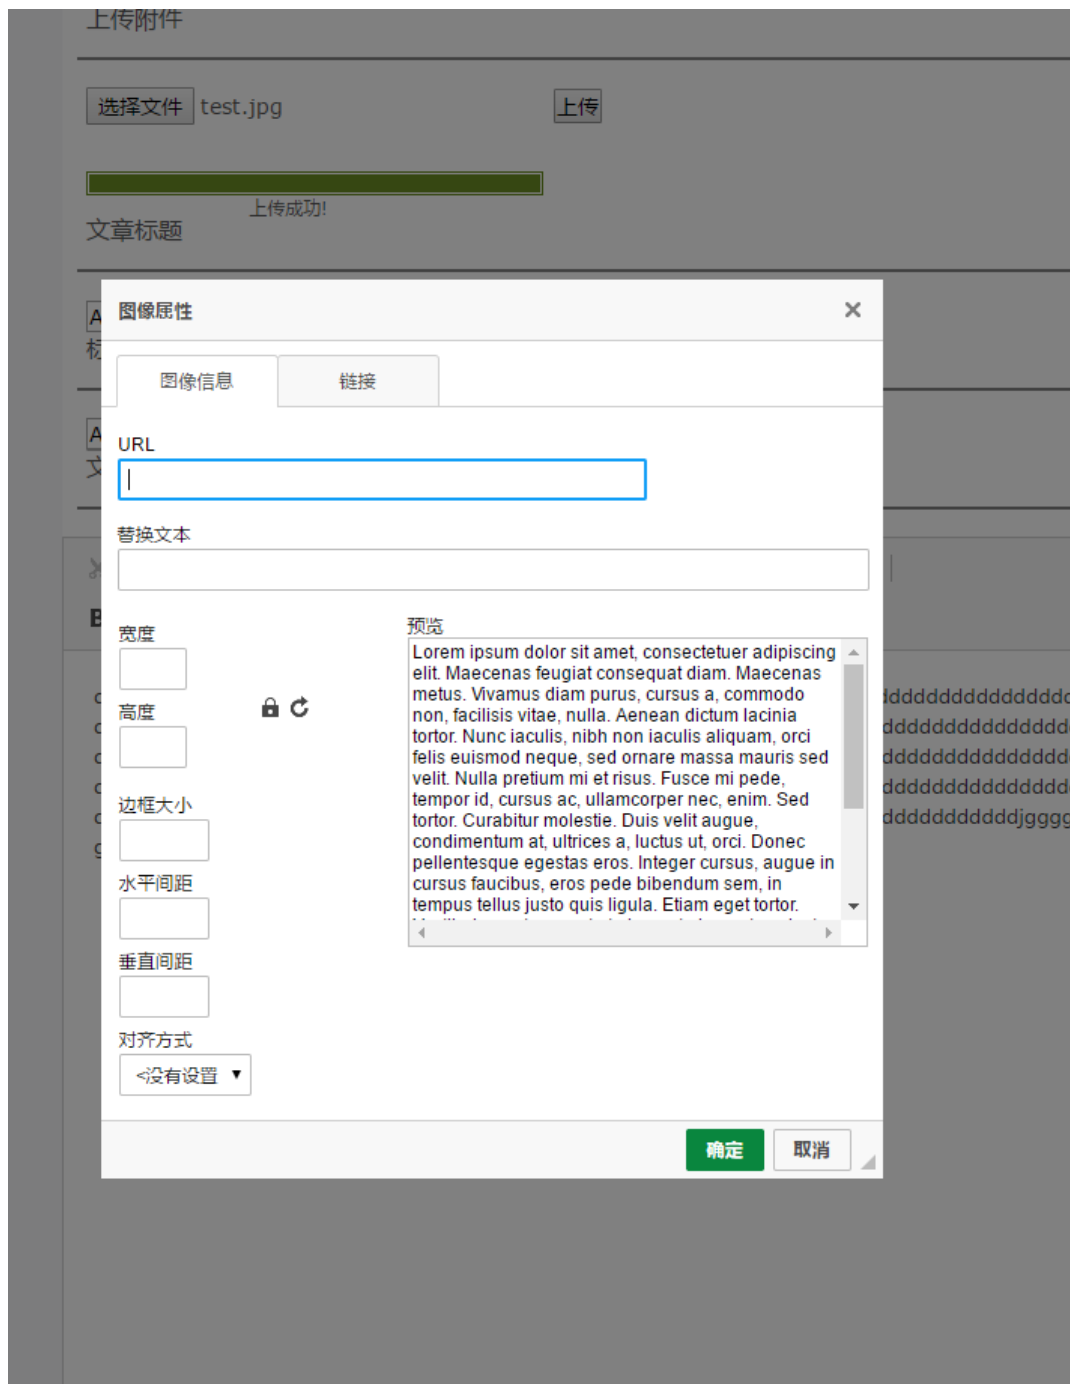 上传附件
选择文件 test.jpg 上传
上传成功!
文章标题
A
图像属性
标
图像信息 链接
A
URL
文
替换文本
B
宽度 预览
Lorem ipsum dolor sit amet, consectetuer adipiscing
elit. Maecenas feugiat consequat diam. Maecenas
metus. Vivamus diam purus, cursus a, commodo
non, facilisis vitae, nulla. Aenean dictum lacinia
tortor. Nunc iaculis, nibh non iaculis aliquam, orci
felis euismod neque, sed ornare massa mauris sed
velit. Nulla pretium mi et risus. Fusce mi pede,
tempor id, cursus ac, ullamcorper nec, enim. Sed
tortor. Curabitur molestie. Duis velit augue,
condimentum at, ultrices a, luctus ut, orci. Donec
pellentesque egestas eros. Integer cursus, augue in
cursus faucibus, eros pede bibendum sem, in
tempus tellus justo quis ligula. Etiam eget tortor.
高度
边框大小
水平间距
垂直间距
对齐方式
<没有设置
确定 取消